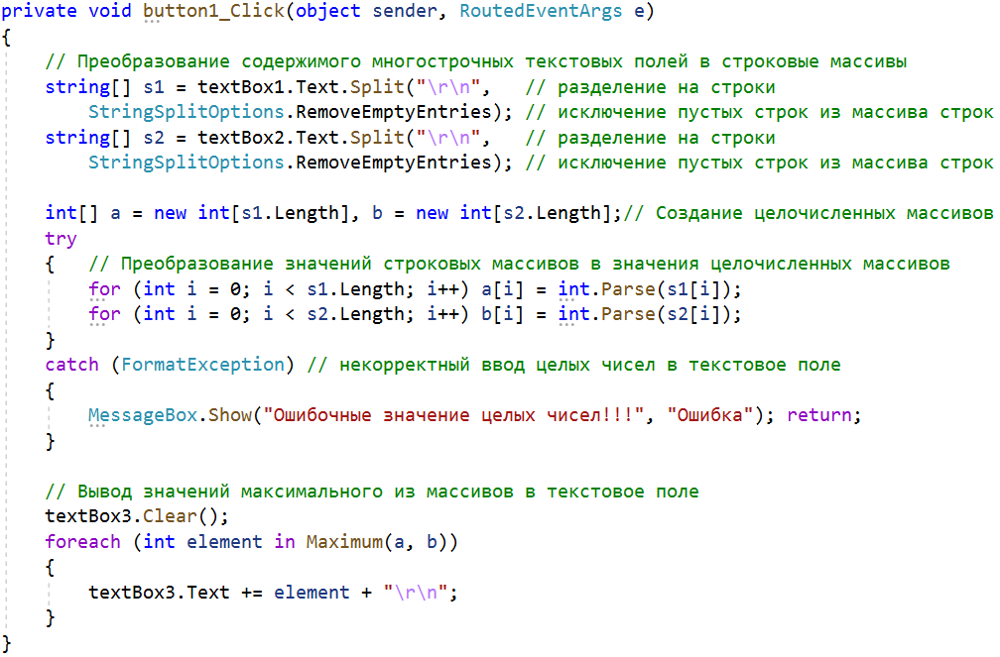 private void button1_Click(object sender, RoutedEventArgs e)
{
    // Преобразование содержимого многострочных текстовых полей в строковые массивы
    string[] s1 = textBox1.Text.Split("\r\n",   // разделение на строки
        StringSplitOptions.RemoveEmptyEntries); // исключение пустых строк из массива строк
    string[] s2 = textBox2.Text.Split("\r\n",   // разделение на строки
        StringSplitOptions.RemoveEmptyEntries); // исключение пустых строк из массива строк

    int[] a = new int[s1.Length], b = new int[s2.Length];// Создание целочисленных массивов
    try
    {   // Преобразование значений строковых массивов в значения целочисленных массивов
        for (int i = 0; i < s1.Length; i++) a[i] = int.Parse(s1[i]);
        for (int i = 0; i < s2.Length; i++) b[i] = int.Parse(s2[i]);
    }
    catch (FormatException) // некорректный ввод целых чисел в текстовое поле
    {
        MessageBox.Show("Ошибочные значение целых чисел!!!", "Ошибка"); return;
    }

    // Вывод значений максимального из массивов в текстовое поле
    textBox3.Clear();
    foreach (int element in Maximum(a, b))
    {
        textBox3.Text += element + "\r\n";
    }
}